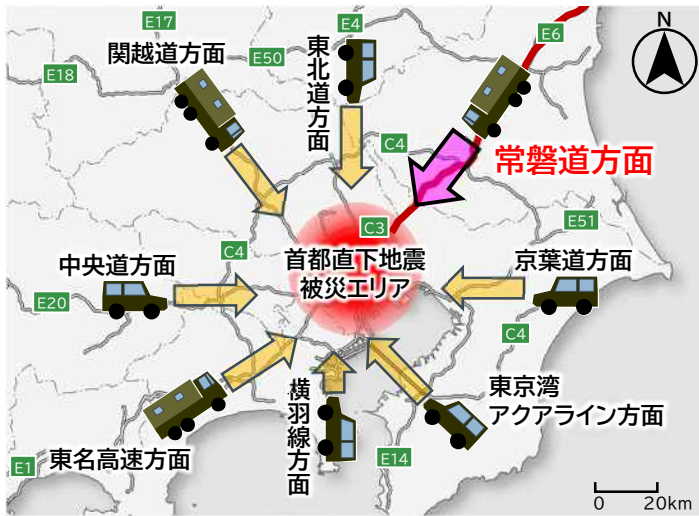 E17
E4
E6
N
関越道方面
E50
東北道方面
E18
C4
常磐道方面
C3
E51
首都直下地震
被災エリア
中央道方面
C4
京葉道方面
E20
C4
東京湾
アクアライン方面
横羽線方面
東名高速方面
E1
E14
0 20km